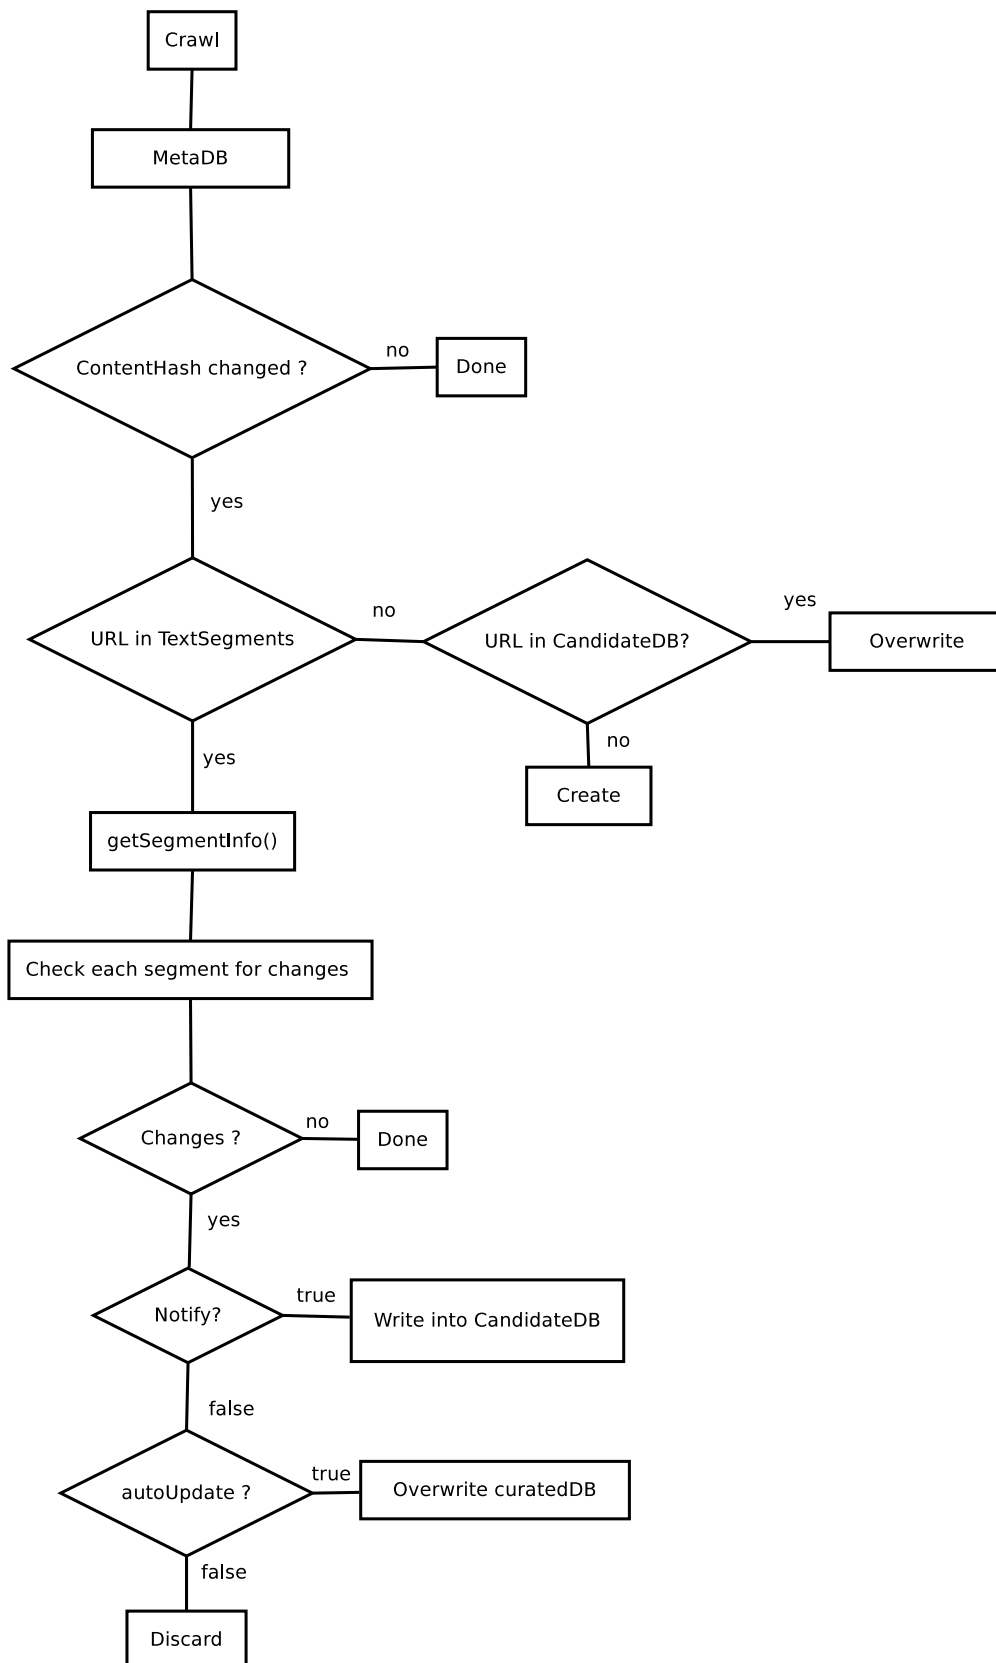 Crawl
MetaDB
ContentHash changed ?
no
Done
yes
URL in TextSegments
no
URL in CandidateDB?
yes
Overwrite
no
Create
yes
getSegmentInfo()
Check each segment for changes
Changes ?
no
Done
yes
Notify?
true
Write into CandidateDB
false
autoUpdate ?
true
Overwrite curatedDB
false
Discard